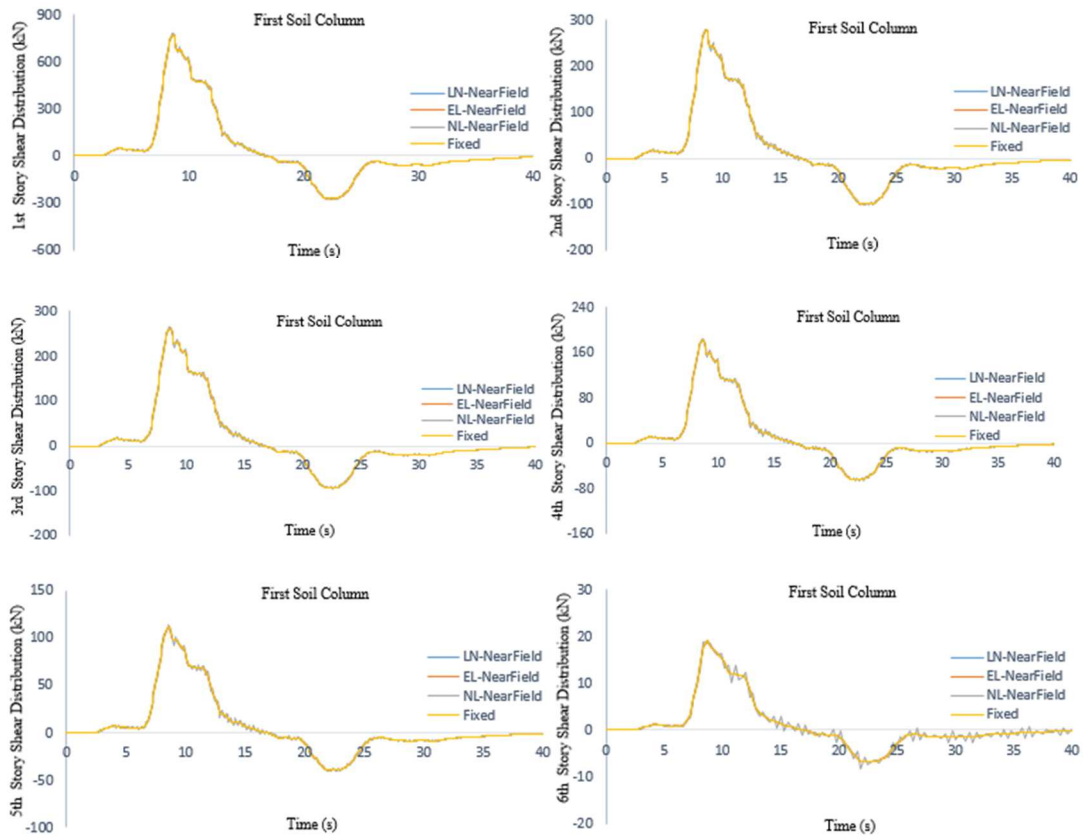 First Soil Column
1st Story Shear Distribution (kN)
900
600
300
0
-300
-600
0
10
20
30
40
LN-NearField
EL-NearField
NL-NearField
Fixed
Time (s)
First Soil Column
2nd Story Shear Distribution (kN)
300
200
100
0
-100
-200
0
5
10
15
20
25
30
35
40
LN-NearField
EL-NearField
NL-NearField
Fixed
Time (s)
First Soil Column
3rd Story Shear Distribution (kN)
300
200
100
0
-100
-200
0
5
10
15
20
25
30
35
40
LN-NearField
EL-NearField
NL-NearField
Fixed
Time (s)
First Soil Column
4th Story Shear Distribution (kN)
240
160
80
0
-80
-160
0
5
10
15
20
25
30
35
40
LN-NearField
EL-NearField
NL-NearField
Fixed
Time (s)
First Soil Column
5th Story Shear Distribution (kN)
150
100
50
0
-50
-100
0
5
10
15
20
25
30
35
40
LN-NearField
EL-NearField
NL-NearField
Fixed
Time (s)
First Soil Column
6th Story Shear Distribution (kN)
30
20
10
0
-10
-20
0
5
10
15
20
25
30
35
40
LN-NearField
EL-NearField
NL-NearField
Fixed
Time (s)